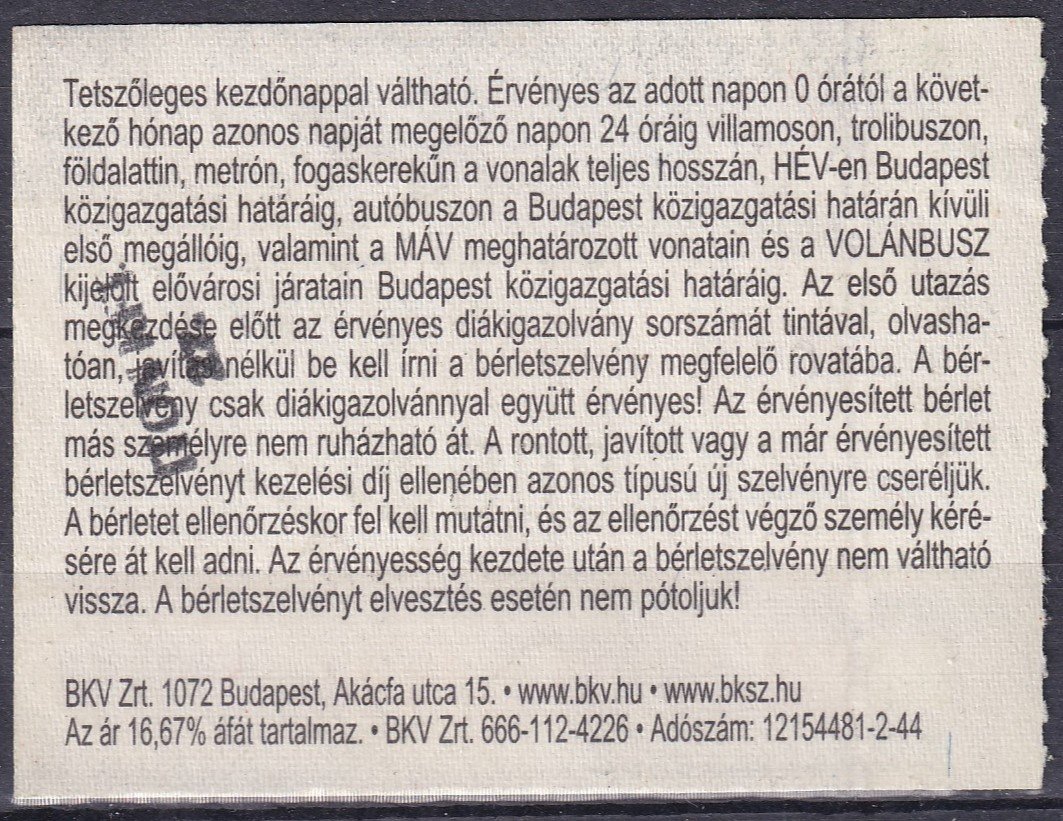 Tetszőleges kezdőnappal váltható. Érvényes az adott napon 0 órától a követ-
kező hónap azonos napját megelőző napon 24 óráig villamoson, trolibuszon,
földalattin, metrón, fogaskerekűn a vonalak teljes hosszán, HÉV-en Budapest
közigazgatási határáig, autóbuszon a Budapest közigazgatási határán kívüli
első megállóig, valamint a MÁV meghatározott vonatain és a VOLÁNBUSZ
kijelölt elővárosi járatain Budapest közigazgatási határáig. Az első utazás
megkezdése előtt az érvényes diákigazolvány sorszámát tintával, olvasha-
tóan, javítás nélkül be kell írni a bérletszelvény megfelelő rovatába. A bér-
letszelvény csak diákigazolvánnyal együtt érvényes! Az érvényesített bérlet
más személyre nem ruházható át. A rontott, javított vagy a már érvényesített
bérletszelvényt kezelési díj ellenében azonos típusú új szelvényre cseréljük.
A bérletet ellenőrzéskor fel kell mutatni, és az ellenőrzést végző személy kéré-
sére át kell adni. Az érvényesség kezdete után a bérletszelvény nem váltható
vissza. A bérletszelvényt elvesztés esetén nem pótoljuk!
BKV Zrt. 1072 Budapest, Akácfa utca 15. • www.bkv.hu • www.bksz.hu
Az ár 16,67% áfát tartalmaz. • BKV Zrt. 666-112-4226 • Adószám: 12154481-2-44